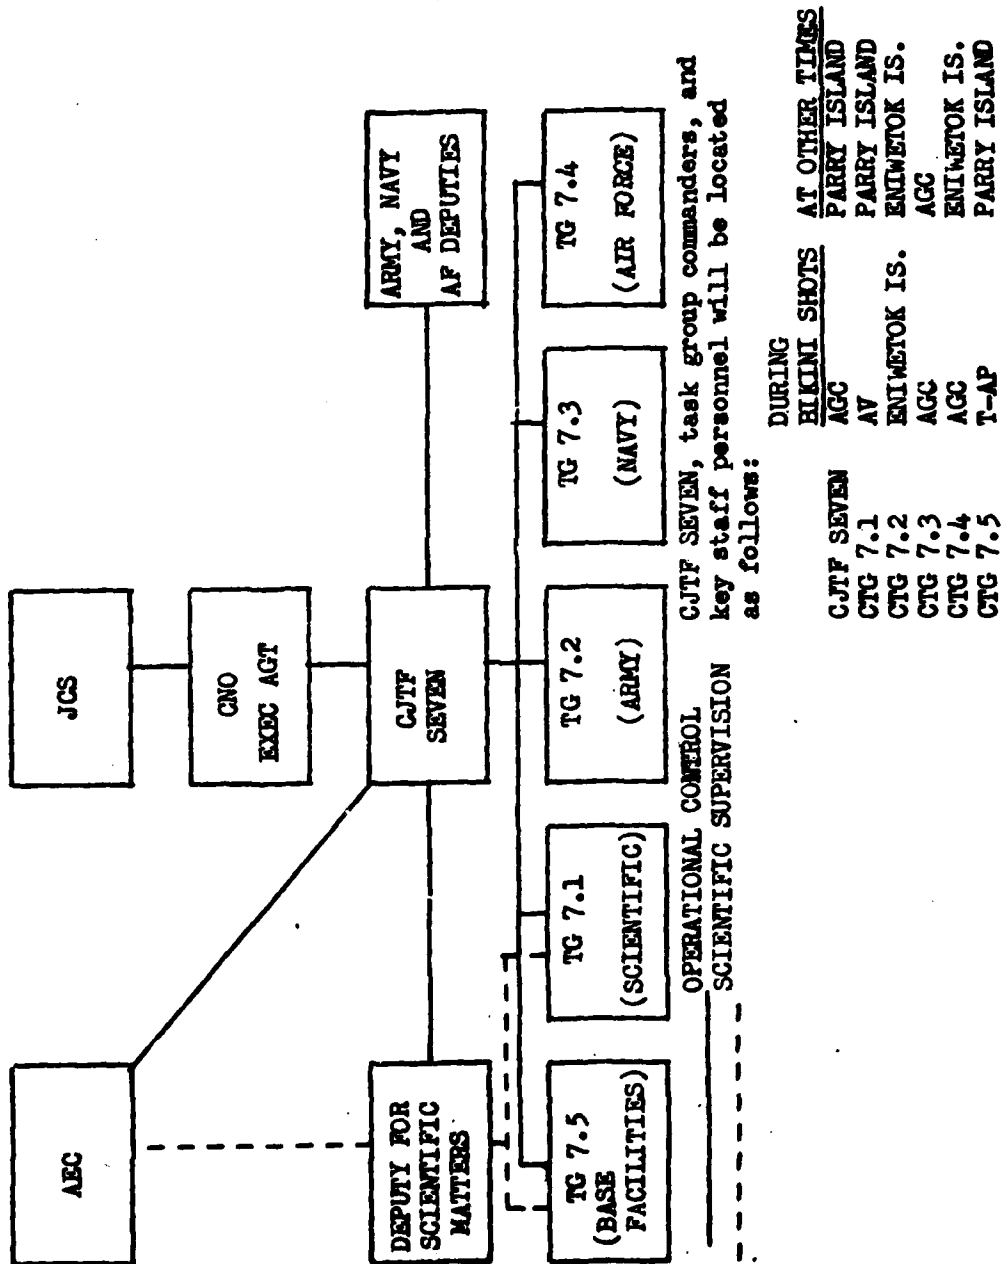 AEC
JCS
CNO
EXEC AGT
DEPUTY FOR
SCIENTIFIC
MATTERS
CJTF
SEVEN
ARMY, NAVY
AND
AF DEPUTIES
TG 7.5
(BASE
FACILITIES)
TG 7.1
(SCIENTIFIC)
TG 7.2
(ARMY)
TG 7.3
(NAVY)
TG 7.4
(AIR FORCE)
OPERATIONAL CONTROL
SCIENTIFIC SUPERVISION
CJTF SEVEN, task group commanders, and
key staff personnel will be located
as follows:
DURING
BIKINI SHOTS AT OTHER TIMES
CJTF SEVEN AGC PARRY ISLAND
CTG 7.1 AV PARRY ISLAND
CTG 7.2 ENIWETOK IS. ENIWETOK IS.
CTG 7.3 AGC AGC
CTG 7.4 AGC ENIWETOK IS.
CTG 7.5 T-AP PARRY ISLAND